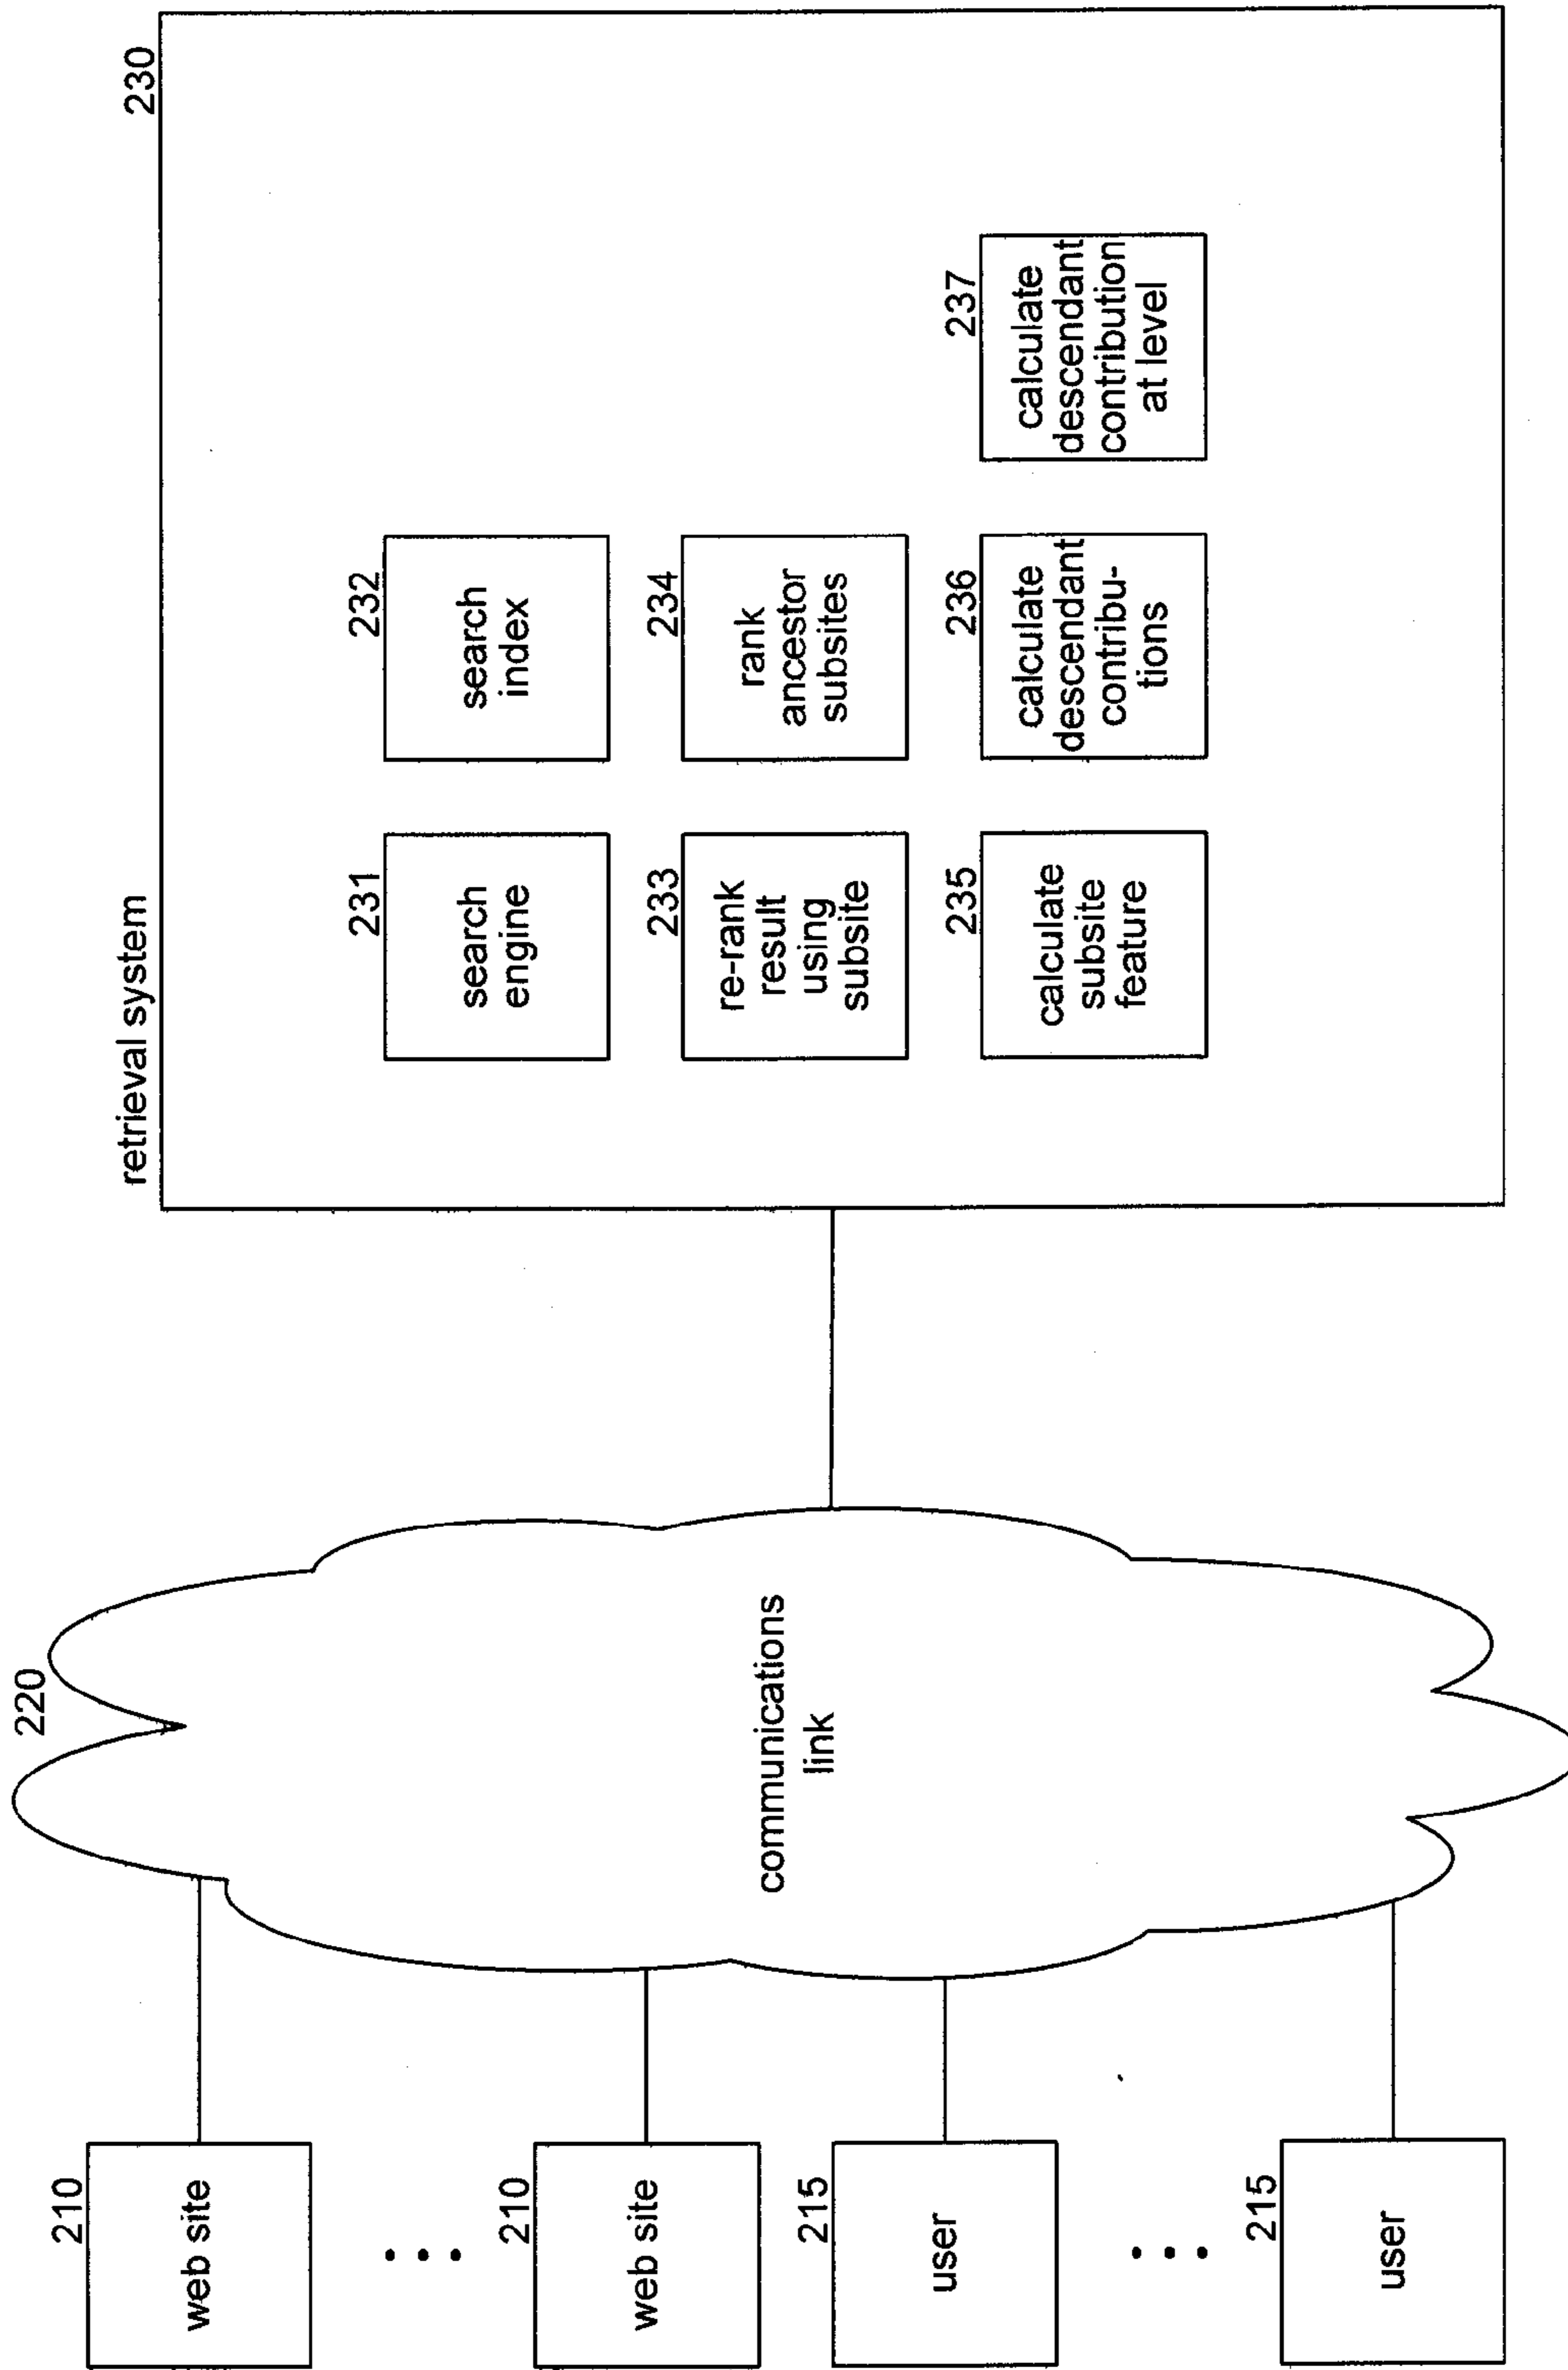 210
web site
210
web site
215
user
215
user
220
communications
link
retrieval system
230
231
search
engine
232
search
index
233
re-rank
result
using
subsite
234
rank
ancestor
subsites
235
calculate
subsite
feature
236
calculate
descendant
contribu-
tions
237
calculate
descendant
contribution
at level